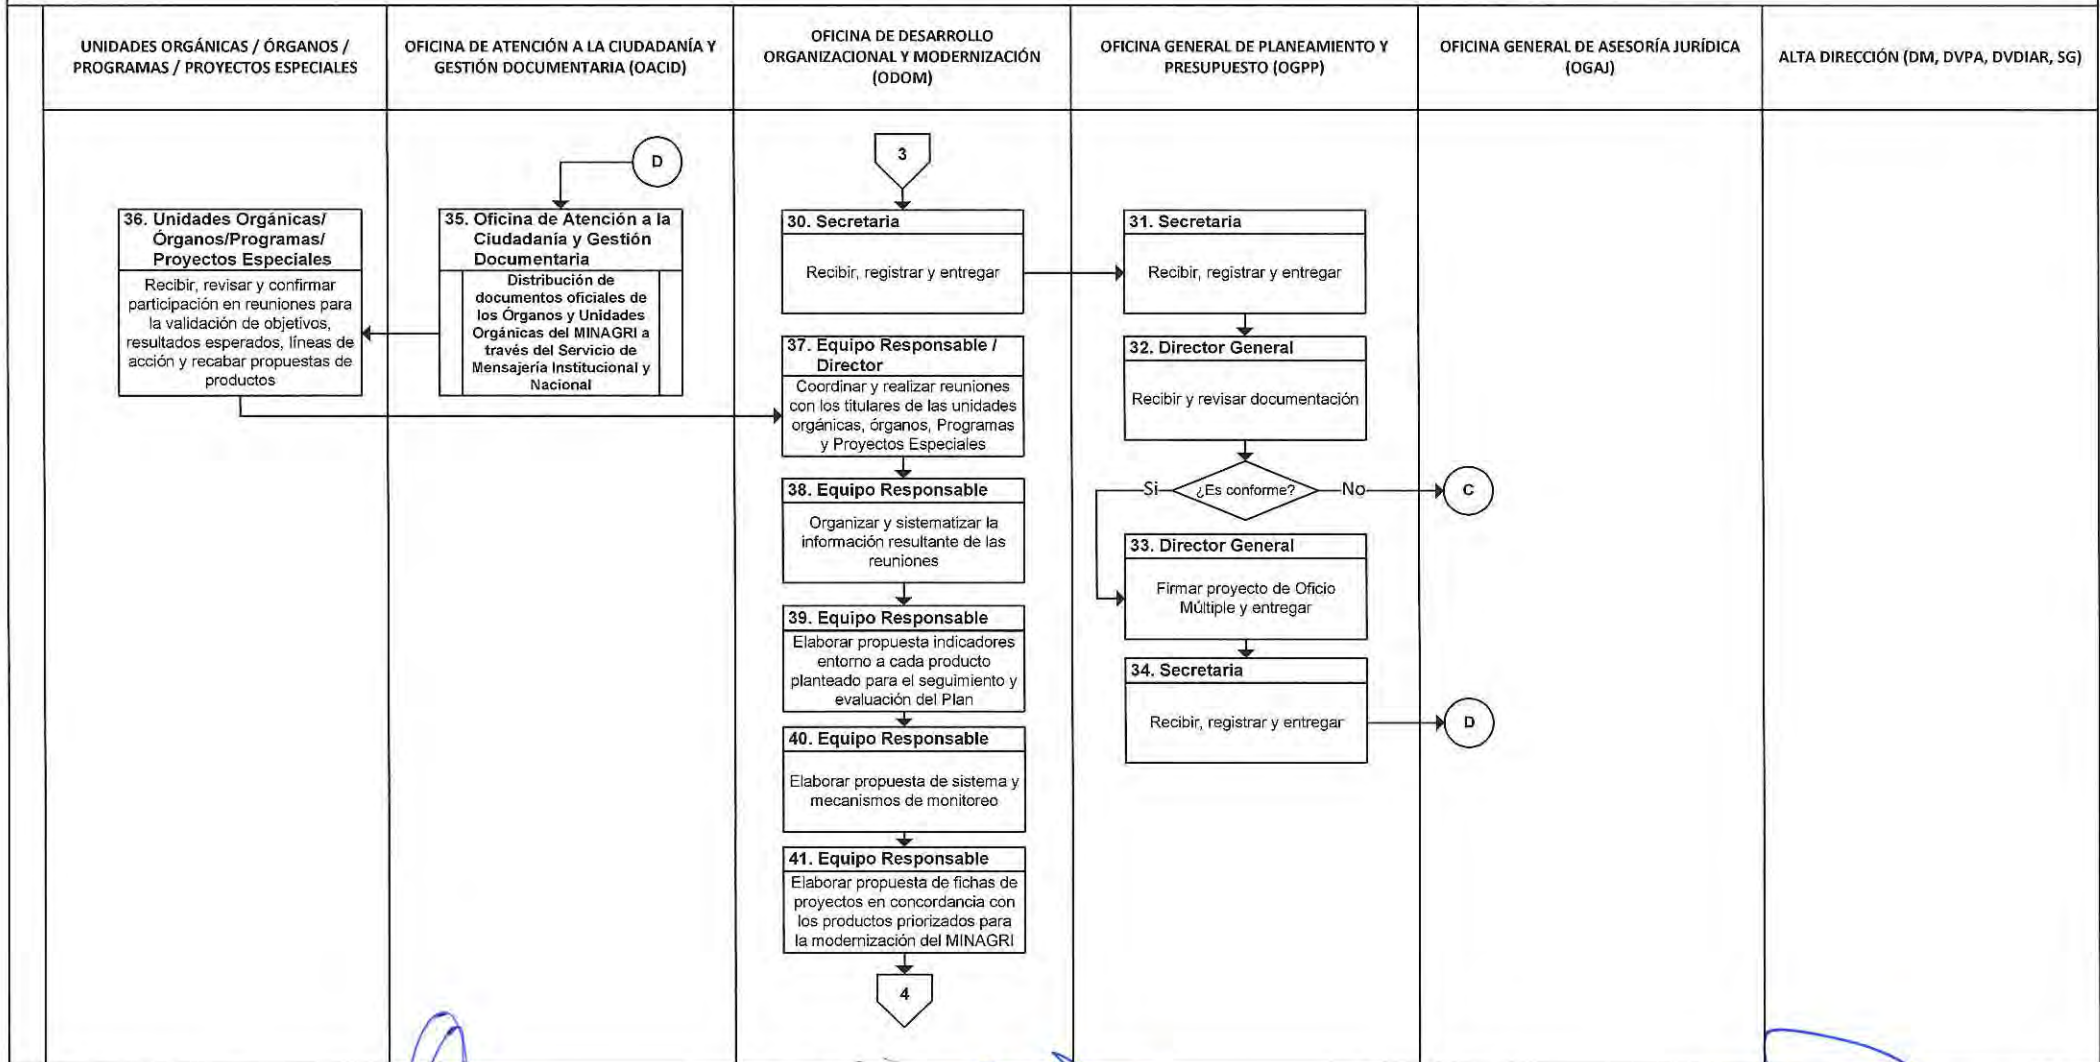 UNIDADES ORGÁNICAS / ÓRGANOS /
PROGRAMAS / PROYECTOS ESPECIALES
OFICINA DE ATENCIÓN A LA CIUDADANÍA Y
GESTIÓN DOCUMENTARIA (OACID)
OFICINA DE DESARROLLO
ORGANIZACIONAL Y MODERNIZACIÓN
(ODOM)
OFICINA GENERAL DE PLANEAMIENTO Y
PRESUPUESTO (OGPP)
OFICINA GENERAL DE ASESORÍA JURÍDICA
(OGAJ)
ALTA DIRECCIÓN (DM, DVPA, DVDIAR, SG)
36. Unidades Orgánicas/
Órganos/Programas/
Proyectos Especiales
Recibir, revisar y confirmar
participación en reuniones para
la validación de objetivos,
resultados esperados, líneas de
acción y recabar propuestas de
productos
D
35. Oficina de Atención a la
Ciudadanía y Gestión
Documentaria
Distribución de
documentos oficiales de
los Órganos y Unidades
Orgánicas del MINAGRI a
través del Servicio de
Mensajería Institucional y
Nacional
3
30. Secretaria
Recibir, registrar y entregar
37. Equipo Responsable /
Director
Coordinar y realizar reuniones
con los titulares de las unidades
orgánicas, órganos, Programas
y Proyectos Especiales
38. Equipo Responsable
Organizar y sistematizar la
información resultante de las
reuniones
39. Equipo Responsable
Elaborar propuesta indicadores
entorno a cada producto
planteado para el seguimiento y
evaluación del Plan
40. Equipo Responsable
Elaborar propuesta de sistema y
mecanismos de monitoreo
41. Equipo Responsable
Elaborar propuesta de fichas de
proyectos en concordancia con
los productos priorizados para
la modernización del MINAGRI
4
31. Secretaria
Recibir, registrar y entregar
32. Director General
Recibir y revisar documentación
Si
¿Es conforme?
No
C
33. Director General
Firmar proyecto de Oficio
Múltiple y entregar
34. Secretaria
Recibir, registrar y entregar
D